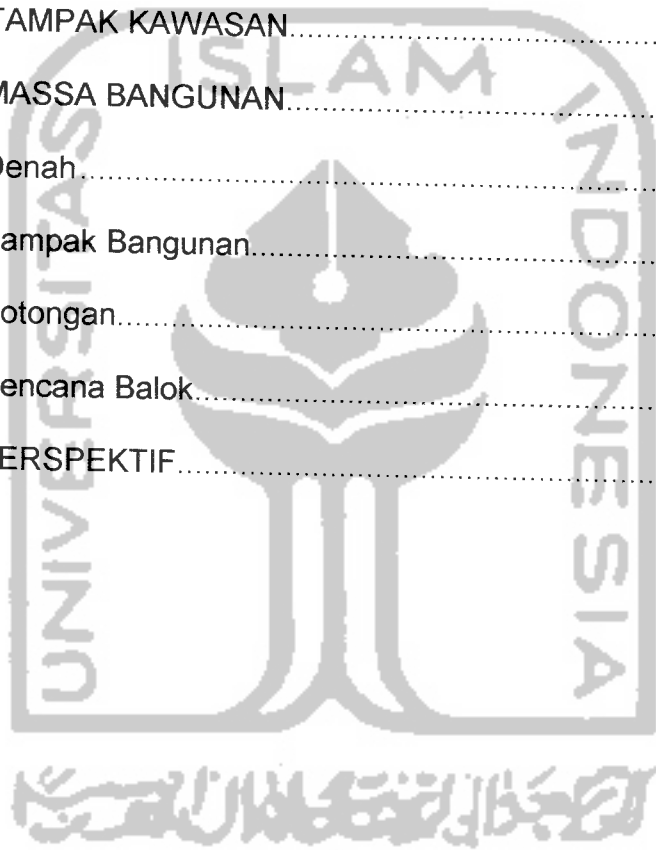 TAMPAK KAWASAN
MASSA BANGUNAN
Denah
ampak Bangunan
otongan
encana Balok
ERSPEKTIF
UNIVERSITAS
ISLAM
INDONESIA